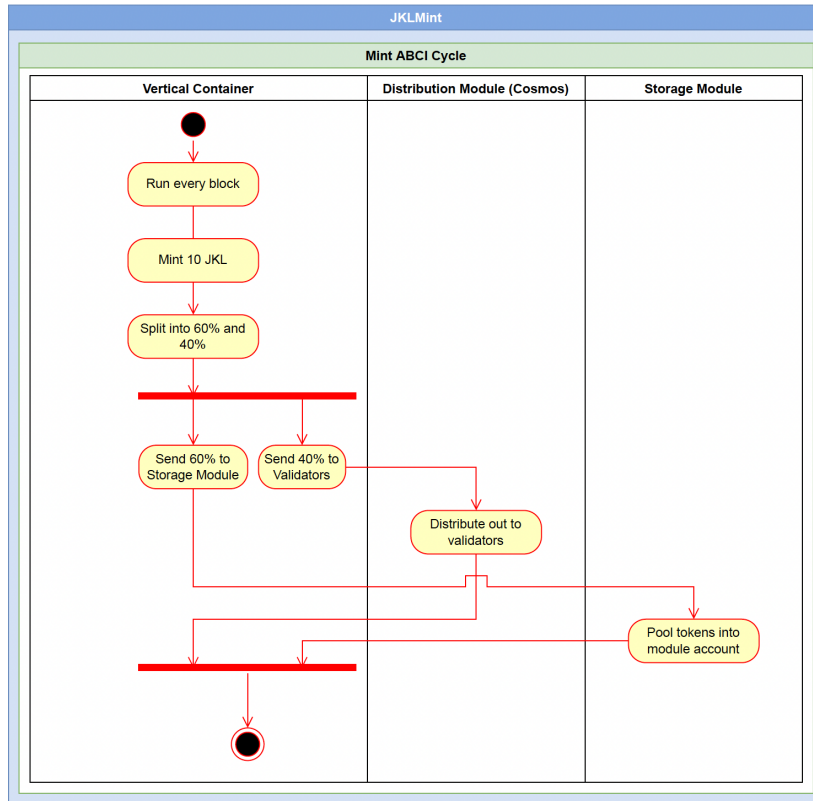 JKLMint
Mint ABCI Cycle
Vertical Container
Distribution Module (Cosmos)
Storage Module
Run every block
Mint 10 JKL
Split into 60% and
40%
Send 60% to
Storage Module
Send 40% to
Validators
Distribute out to
validators
Pool tokens into
module account